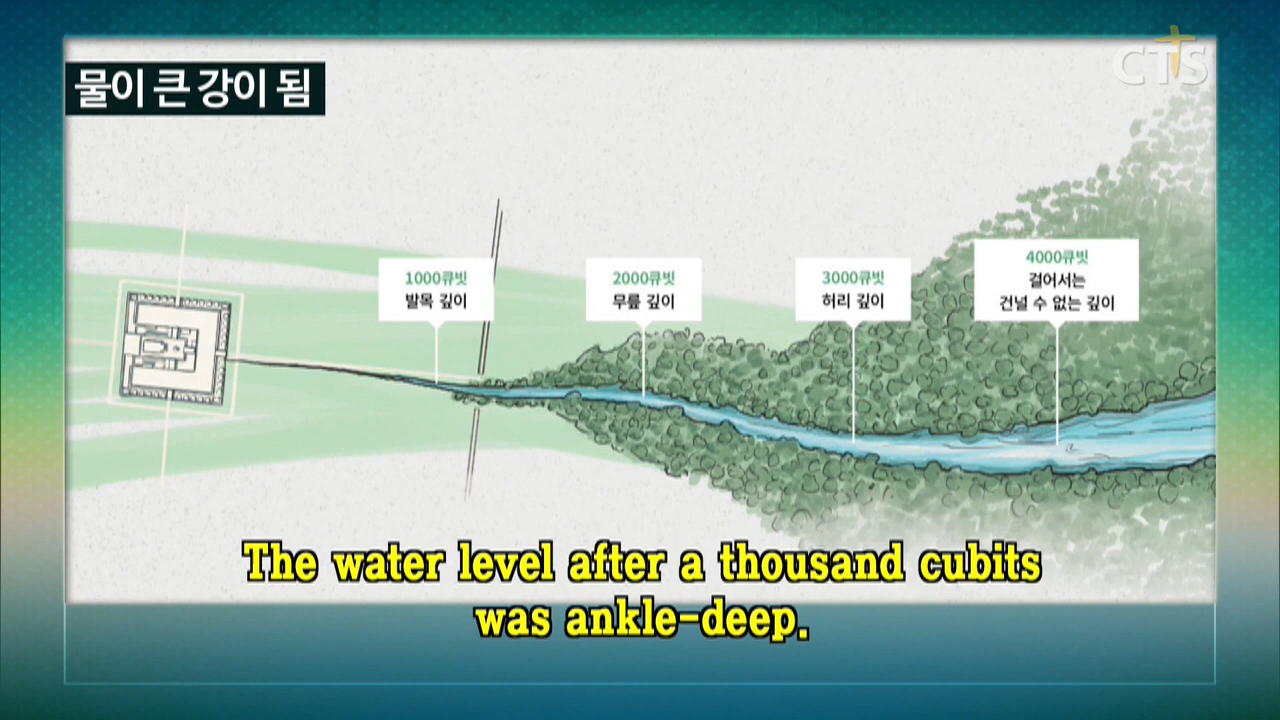 물이 큰 강이 됨
CTS
1000큐빗
발목 깊이
2000큐빗
무릎 깊이
3000큐빗
허리 깊이
4000큐빗
걸어서는
건널 수 없는 깊이
The water level after a thousand cubits
was ankle-deep.